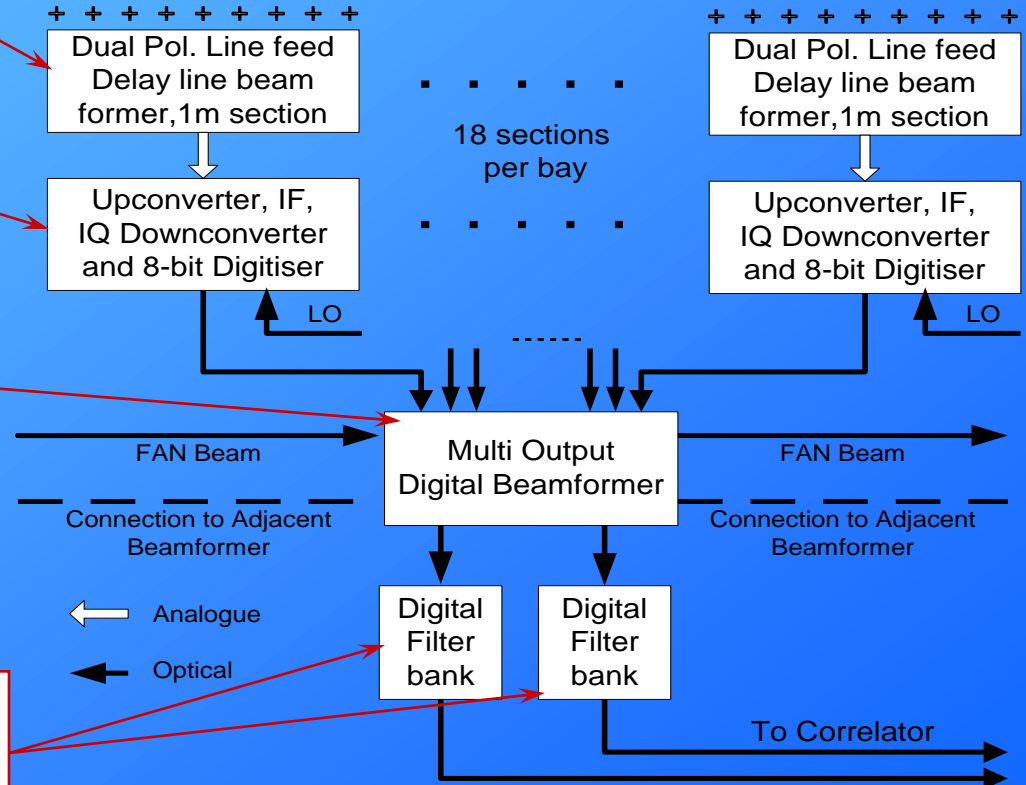 Dual Pol. Line feed
Delay line beam
former,1m section
18 sections
per bay
Dual Pol. Line feed
Delay line beam
former,1m section
Upconverter, IF,
IQ Downconverter
and 8-bit Digitiser
Upconverter, IF,
IQ Downconverter
and 8-bit Digitiser
LO
LO
FAN Beam
Multi Output
Digital Beamformer
FAN Beam
Connection to Adjacent
Beamformer
Connection to Adjacent
Beamformer
Analogue
Optical
Digital
Filter
bank
Digital
Filter
bank
To Correlator